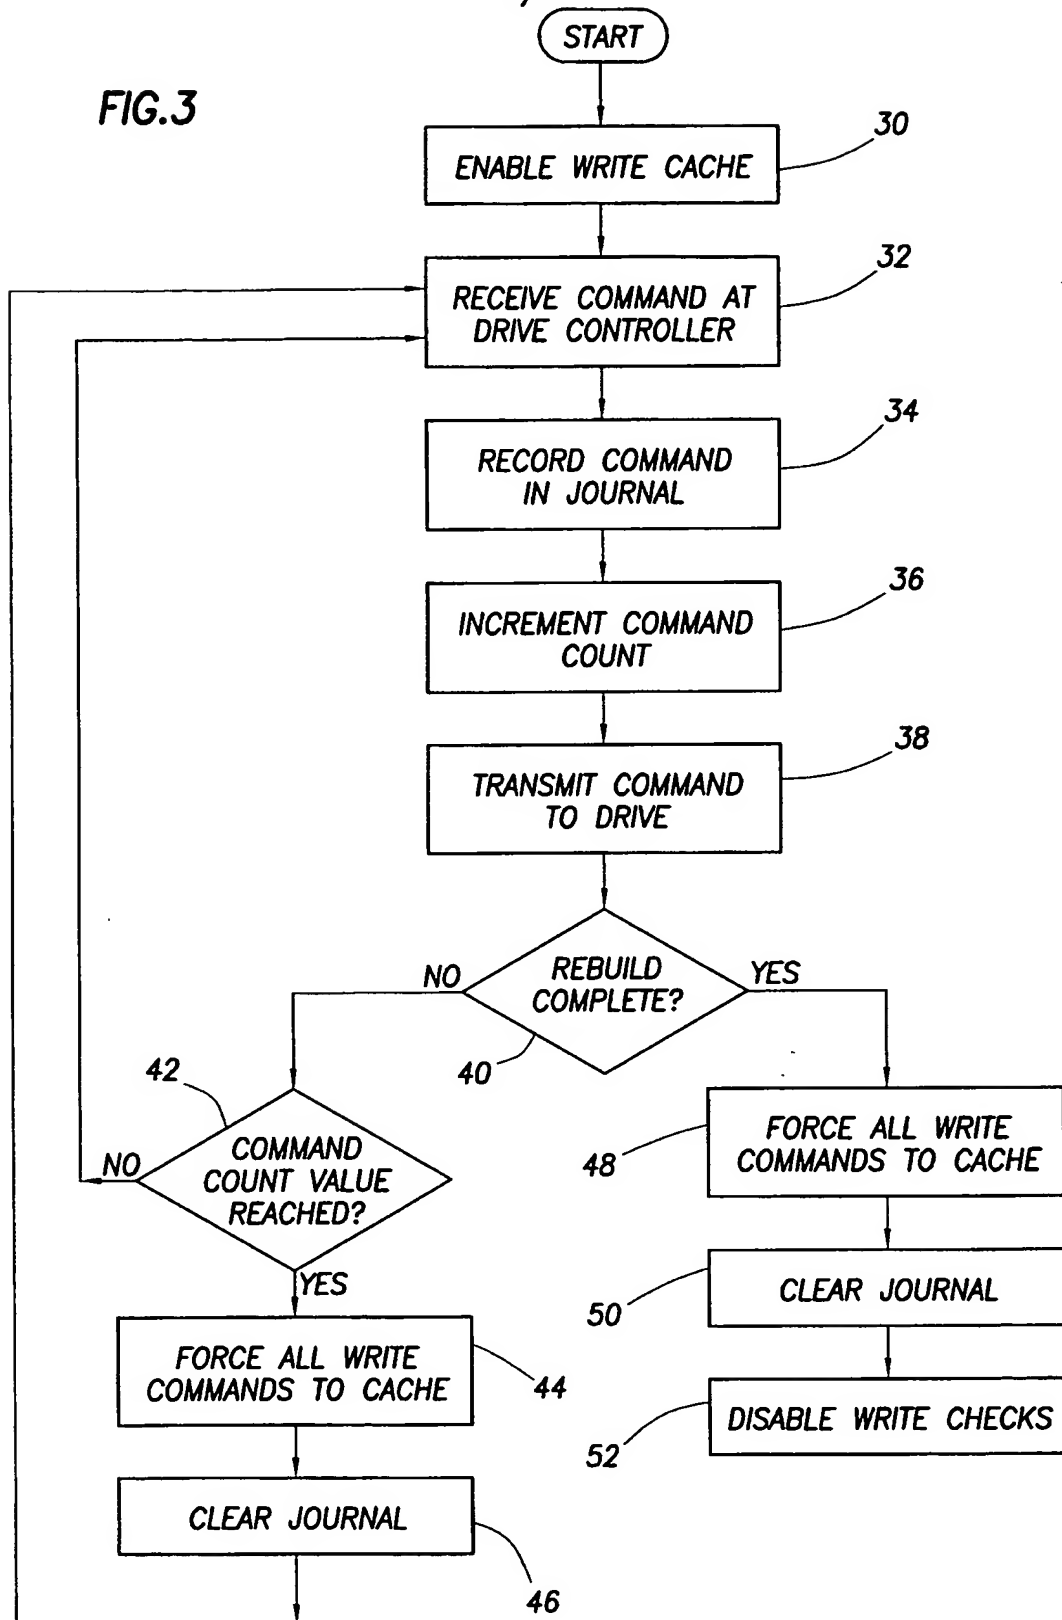 START
FIG.3
30
ENABLE WRITE CACHE
32
RECEIVE COMMAND AT
DRIVE CONTROLLER
34
RECORD COMMAND
IN JOURNAL
36
INCREMENT COMMAND
COUNT
38
TRANSMIT COMMAND
TO DRIVE
NO
REBUILD
COMPLETE?
YES
40
42
COMMAND
COUNT VALUE
REACHED?
NO
YES
48
FORCE ALL WRITE
COMMANDS TO CACHE
50
CLEAR JOURNAL
52
DISABLE WRITE CHECKS
FORCE ALL WRITE
COMMANDS TO CACHE
44
CLEAR JOURNAL
46